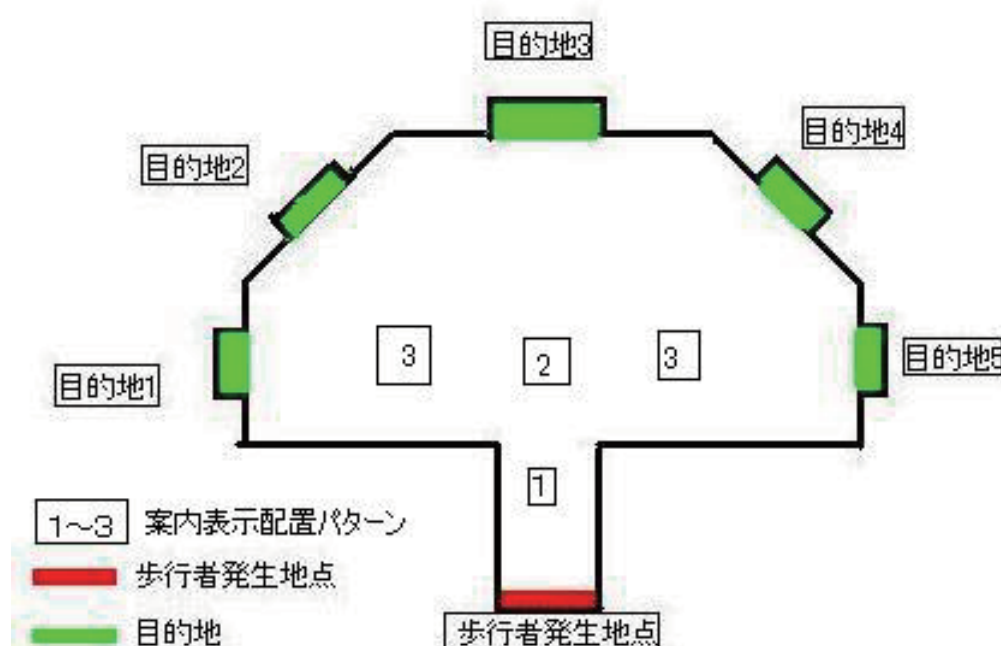 目的地3
目的地4
目的地2
3
2
3
目的地1
目的地5
1
1～3 案内表示配置パターン
歩行者発生地点
目的地
歩行者発生地点